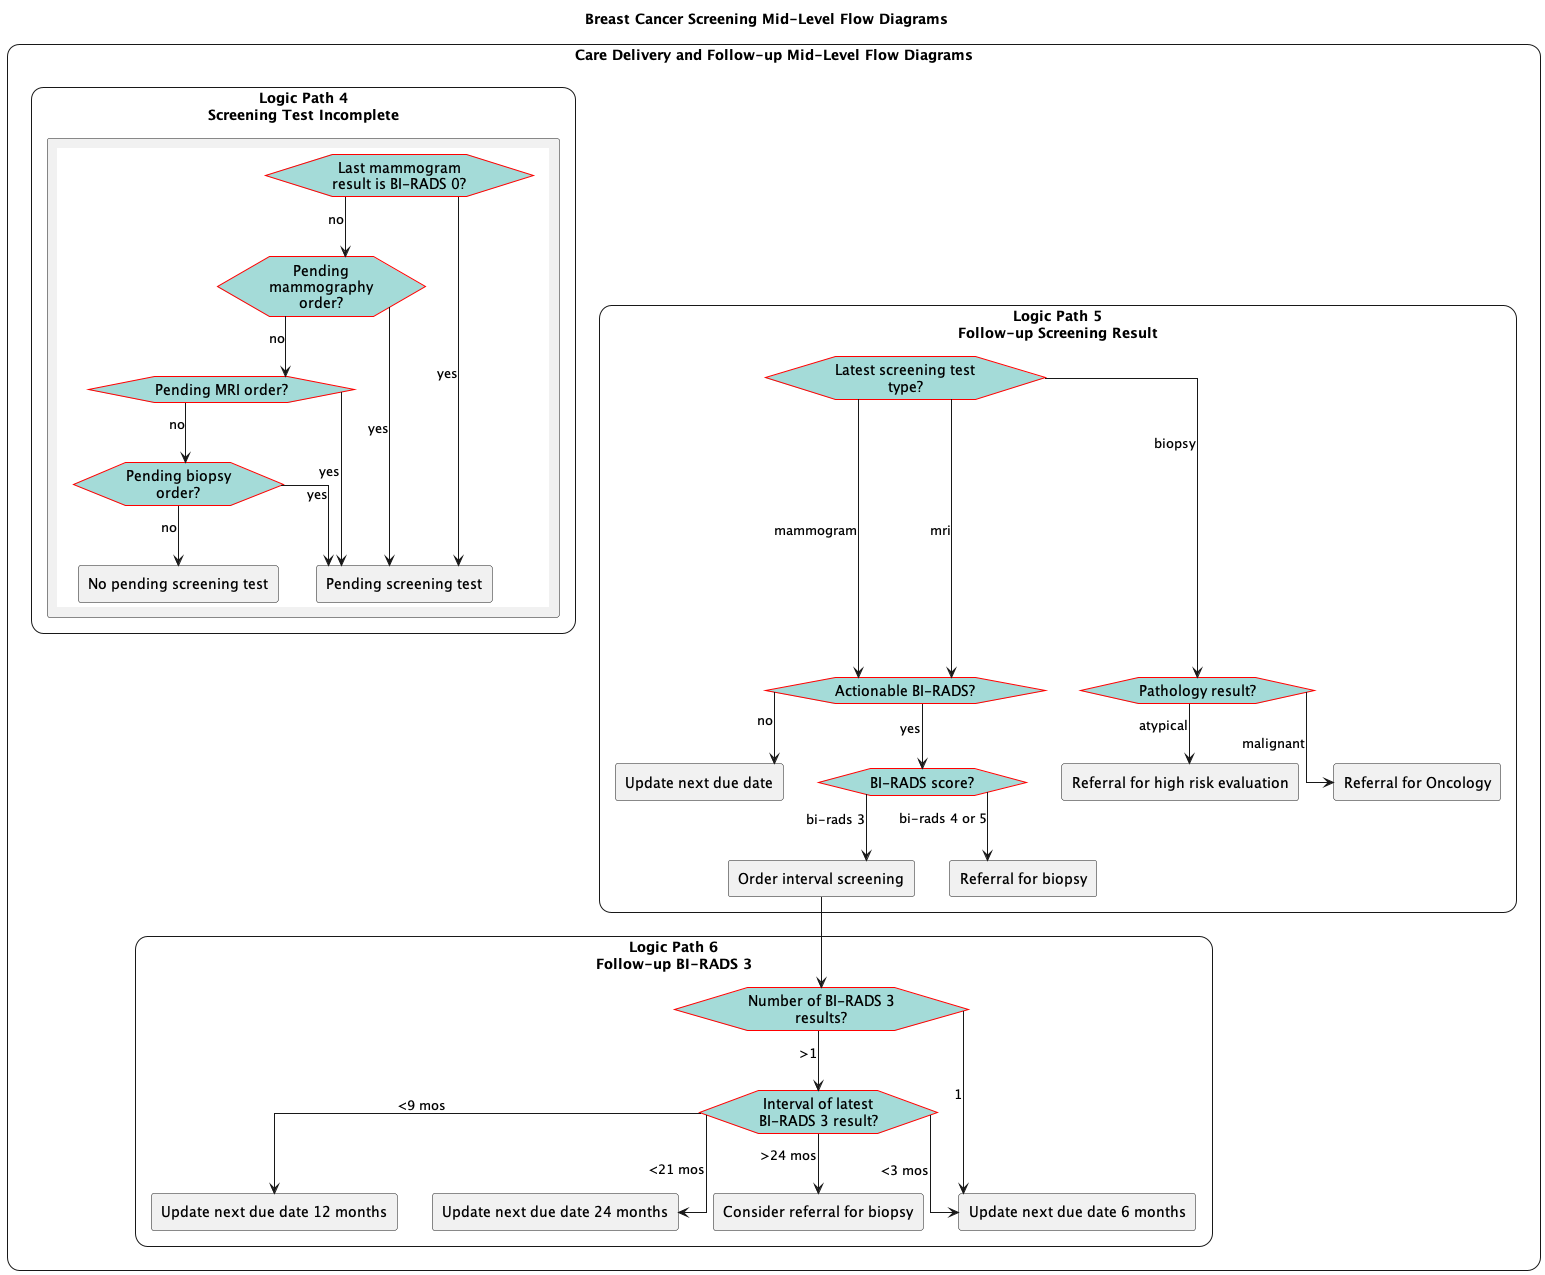 Breast Cancer Screening Mid-Level Flow Diagrams
Care Delivery and Follow-up Mid-Level Flow Diagrams
Logic Path 4
Screening Test Incomplete
Last mammogram
result is BI-RADS 0?
no
Pending
mammography
order?
no
yes
Pending MRI order?
no
yes
yes
Pending biopsy
order?
yes
no
No pending screening test
Pending screening test
Logic Path 5
Follow-up Screening Result
Latest screening test
type?
biopsy
mammogram
mri
Actionable BI-RADS?
Pathology result?
no
yes
atypical
malignant
Update next due date
BI-RADS score?
Referral for high risk evaluation
Referral for Oncology
bi-rads 3
bi-rads 4 or 5
Order interval screening
Referral for biopsy
Logic Path 6
Follow-up BI-RADS 3
Number of BI-RADS 3
results?
>1
1
Interval of latest
BI-RADS 3 result?
<9 mos
<21 mos
>24 mos
<3 mos
Update next due date 12 months
Update next due date 24 months
Consider referral for biopsy
Update next due date 6 months